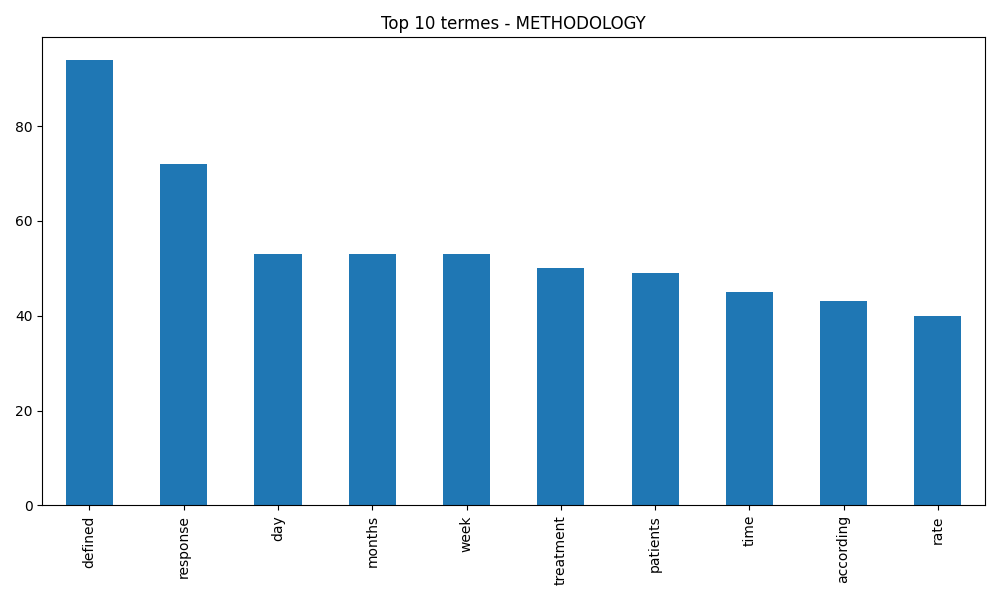 Top 10 termes - METHODOLOGY
80
60
40
20
0
defined
response
day
months
week
treatment
patients
time
according
rate